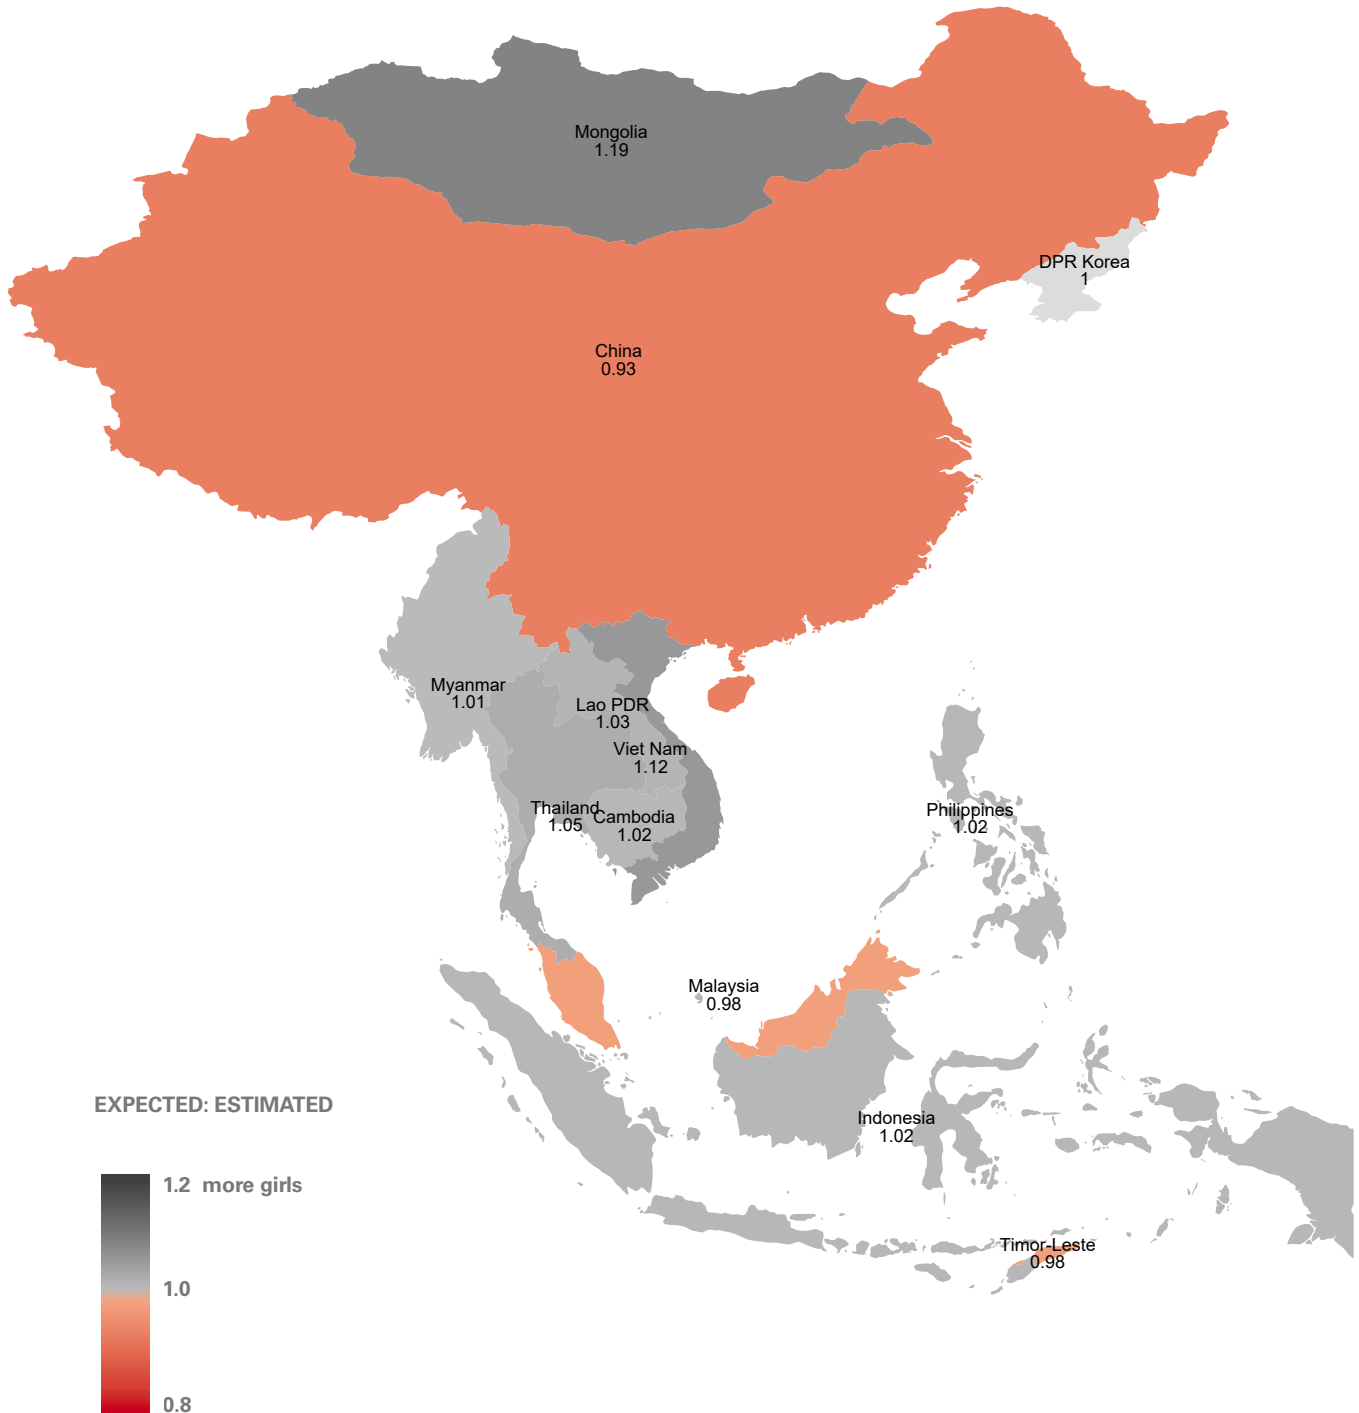 Mongolia
1.19
DPR Korea
1
China
0.93
Myanmar
1.01
Lao PDR
1.03
Viet Nam
1.12
Thailand
1.05
Cambodia
1.02
Philippines
1.02
Malaysia
0.98
Indonesia
1.02
Timor-Leste
0.98
EXPECTED: ESTIMATED
1.2 more girls
1.0
0.8